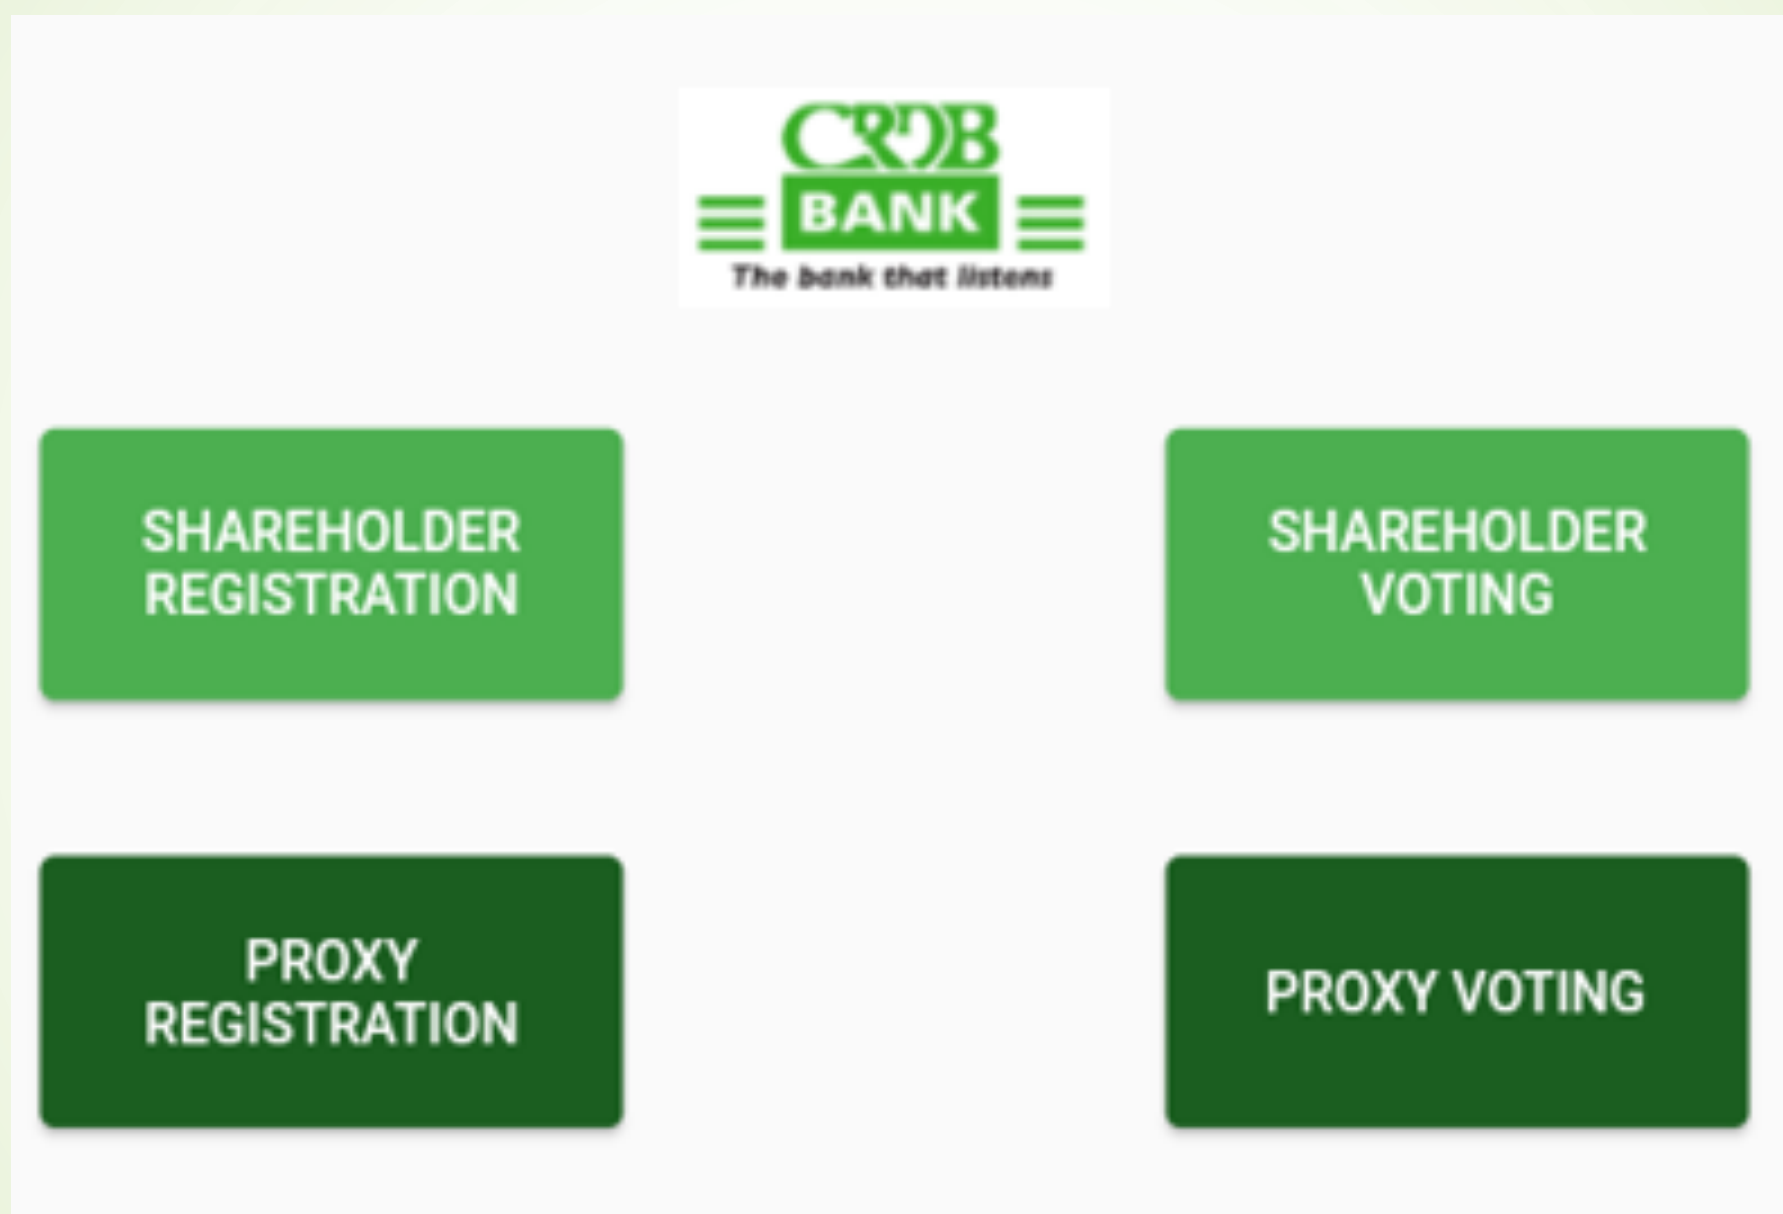 CRDB
BANK
The bank that listens
SHAREHOLDER
REGISTRATION
SHAREHOLDER
VOTING
PROXY
REGISTRATION
PROXY VOTING